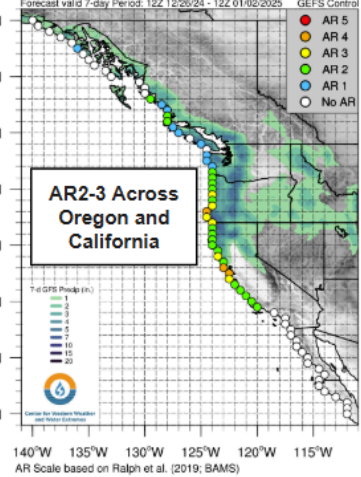 Forecast valid 7-day Period: 12Z 12/26/24 - 12Z 01/02/2025 GEFS Control
AR 5
AR 4
AR 3
AR 2
AR 1
No AR
AR2-3 Across
Oregon and
California
7-d GFS Precip (in.)
1
2
3
4
5
7
10
15
20
Center for Western Weather
and Water Extremes
140°W 135°W 130°W 125°W 120°W 115°W
AR Scale based on Ralph et al. (2019; BAMS)